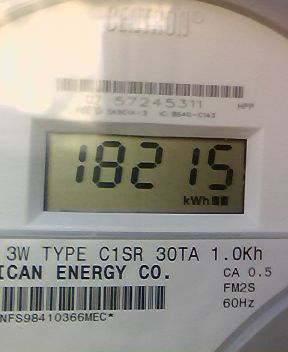 CENTRON®
57245311
HPP
18215
kWh
3W TYPE C1SR 30TA 1.0Kh
ICAN ENERGY CO.
CA 0.5
FM2S
60Hz
NFS98410366MEC*